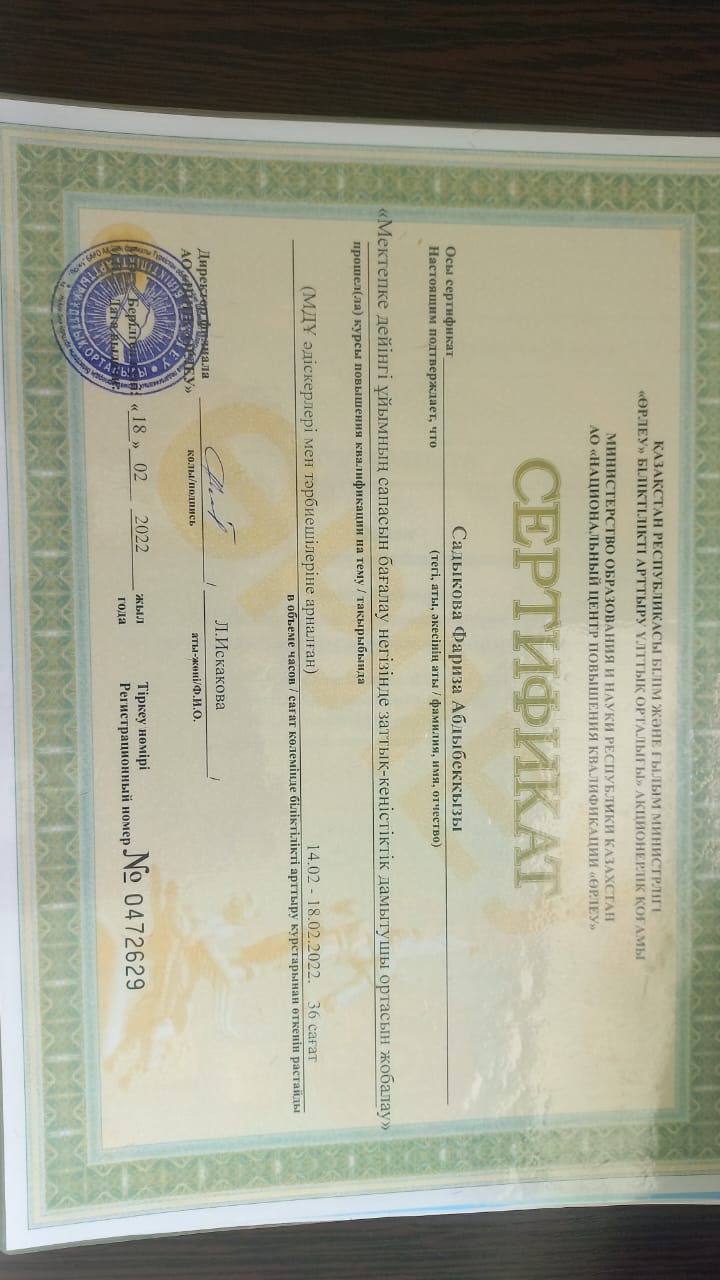 ҚАЗАҚСТАН РЕСПУБЛИКАСЫ БІЛІМ ЖӘНЕ ҒЫЛЫМ МИНИСТРЛІГІ
«ӨРЛЕУ» БІЛІКТІЛІКТІ АРТТЫРУ ҰЛТТЫҚ ОРТАЛЫҒЫ» АКЦИОНЕРЛІК ҚОҒАМЫ
МИНИСТЕРСТВО ОБРАЗОВАНИЯ И НАУКИ РЕСПУБЛИКИ КАЗАХСТАН
АО «НАЦИОНАЛЬНЫЙ ЦЕНТР ПОВЫШЕНИЯ КВАЛИФИКАЦИИ «ӨРЛЕУ»
СЕРТИФИКАТ
Осы сертификат
Садыкова Фариза Абдыбеккызы
Настоящим подтверждает, что
(тегі, аты, әкесінің аты / фамилия, имя, отчество)
«Мектепке дейінгі ұйымның сапасын бағалау негізінде заттық-кеңістіктік дамытушы ортасын жобалау»
прошел(ла) курсы повышения квалификации на тему / тақырыбында
(МДҰ әдіскерлері мен тәрбиешілеріне арналған) 14.02 - 18.02.2022. 36 сағат
в объеме часов / сағат көлемінде біліктілікті арттыру курстарынан өткенін растайды
Директор филиала
АО
/ Л.Искакова /
қолы/подпись аты-жөні/Ф.И.О.
« 18 » 02 2022 жыл
года
Тіркеу нөмірі
Регистрационный номер № 0472629